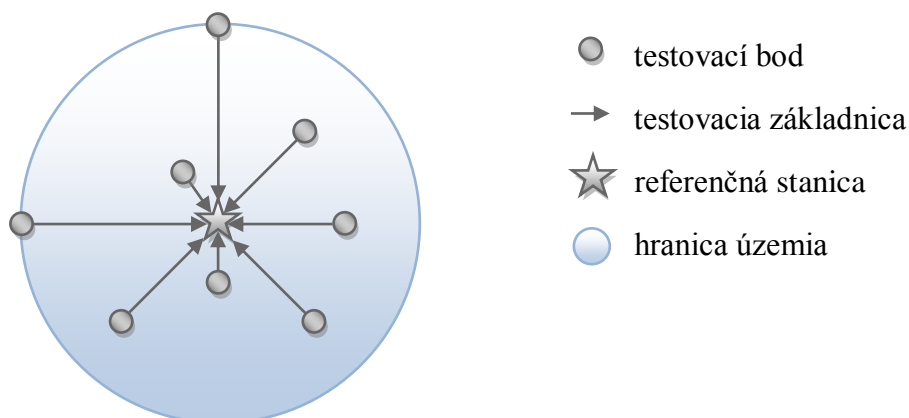 testovací bod
testovacia základnica
referenčná stanica
hranica územia